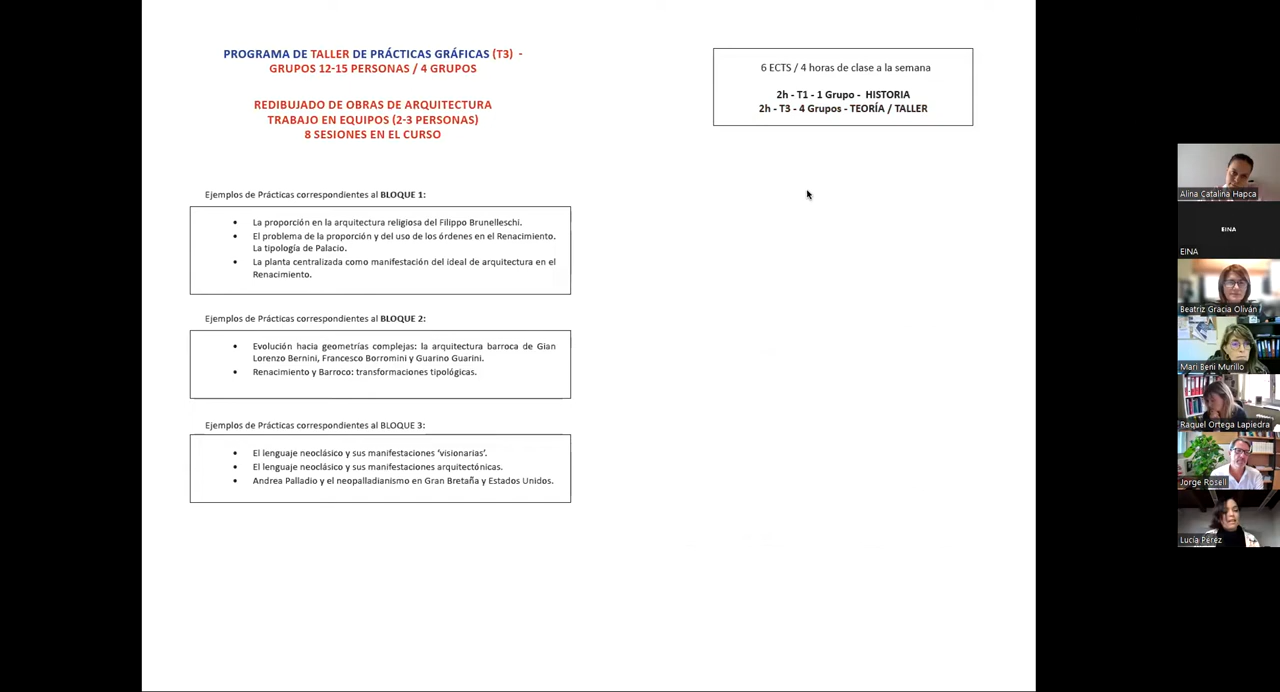 PROGRAMA DE TALLER DE PRÁCTICAS GRÁFICAS (T3) -
GRUPOS 12-15 PERSONAS / 4 GRUPOS
REDIBUJADO DE OBRAS DE ARQUITECTURA
TRABAJO EN EQUIPOS (2-3 PERSONAS)
8 SESIONES EN EL CURSO
6 ECTS / 4 horas de clase a la semana
2h - T1 - 1 Grupo - HISTORIA
2h - T3 - 4 Grupos - TEORÍA / TALLER
Ejemplos de Prácticas correspondientes al BLOQUE 1:
• La proporción en la arquitectura religiosa del Filippo Brunelleschi.
• El problema de la proporción y del uso de los órdenes en el Renacimiento.
La tipología de Palacio.
• La planta centralizada como manifestación del ideal de arquitectura en el
Renacimiento.
Ejemplos de Prácticas correspondientes al BLOQUE 2:
• Evolución hacia geometrías complejas: la arquitectura barroca de Gian
Lorenzo Bernini, Francesco Borromini y Guarino Guarini.
• Renacimiento y Barroco: transformaciones tipológicas.
Ejemplos de Prácticas correspondientes al BLOQUE 3:
• El lenguaje neoclásico y sus manifestaciones ‘visionarias’.
• El lenguaje neoclásico y sus manifestaciones arquitectónicas.
• Andrea Palladio y el neopalladianismo en Gran Bretaña y Estados Unidos.
Alina Catalina Hapca
EINA
EINA
Beatriz Gracia Oliván
Mari Beni Murillo
Raquel Ortega Lapiedra
Jorge Rosell
Lucía Pérez